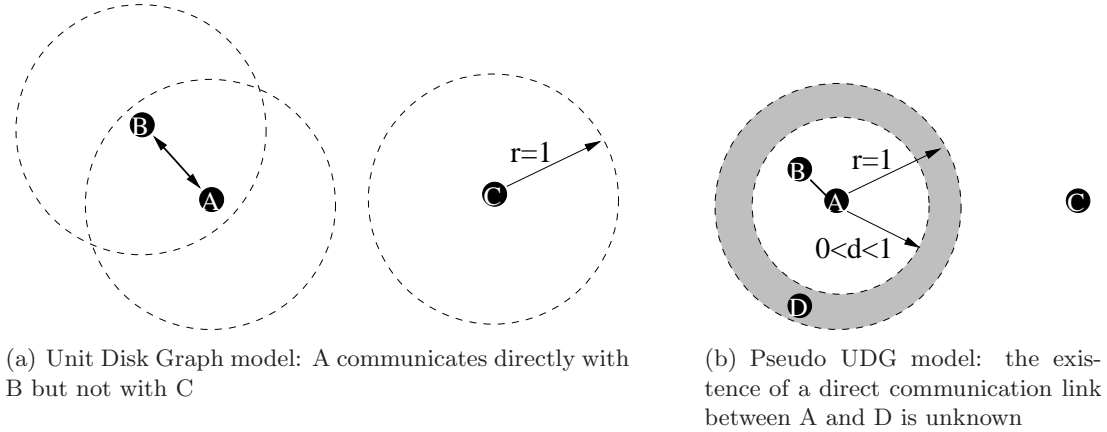 B
A
C
r=1
B
A
r=1
0<d<1
D
C
(a) Unit Disk Graph model: A communicates directly with
B but not with C
(b) Pseudo UDG model: the exis-
tence of a direct communication link
between A and D is unknown